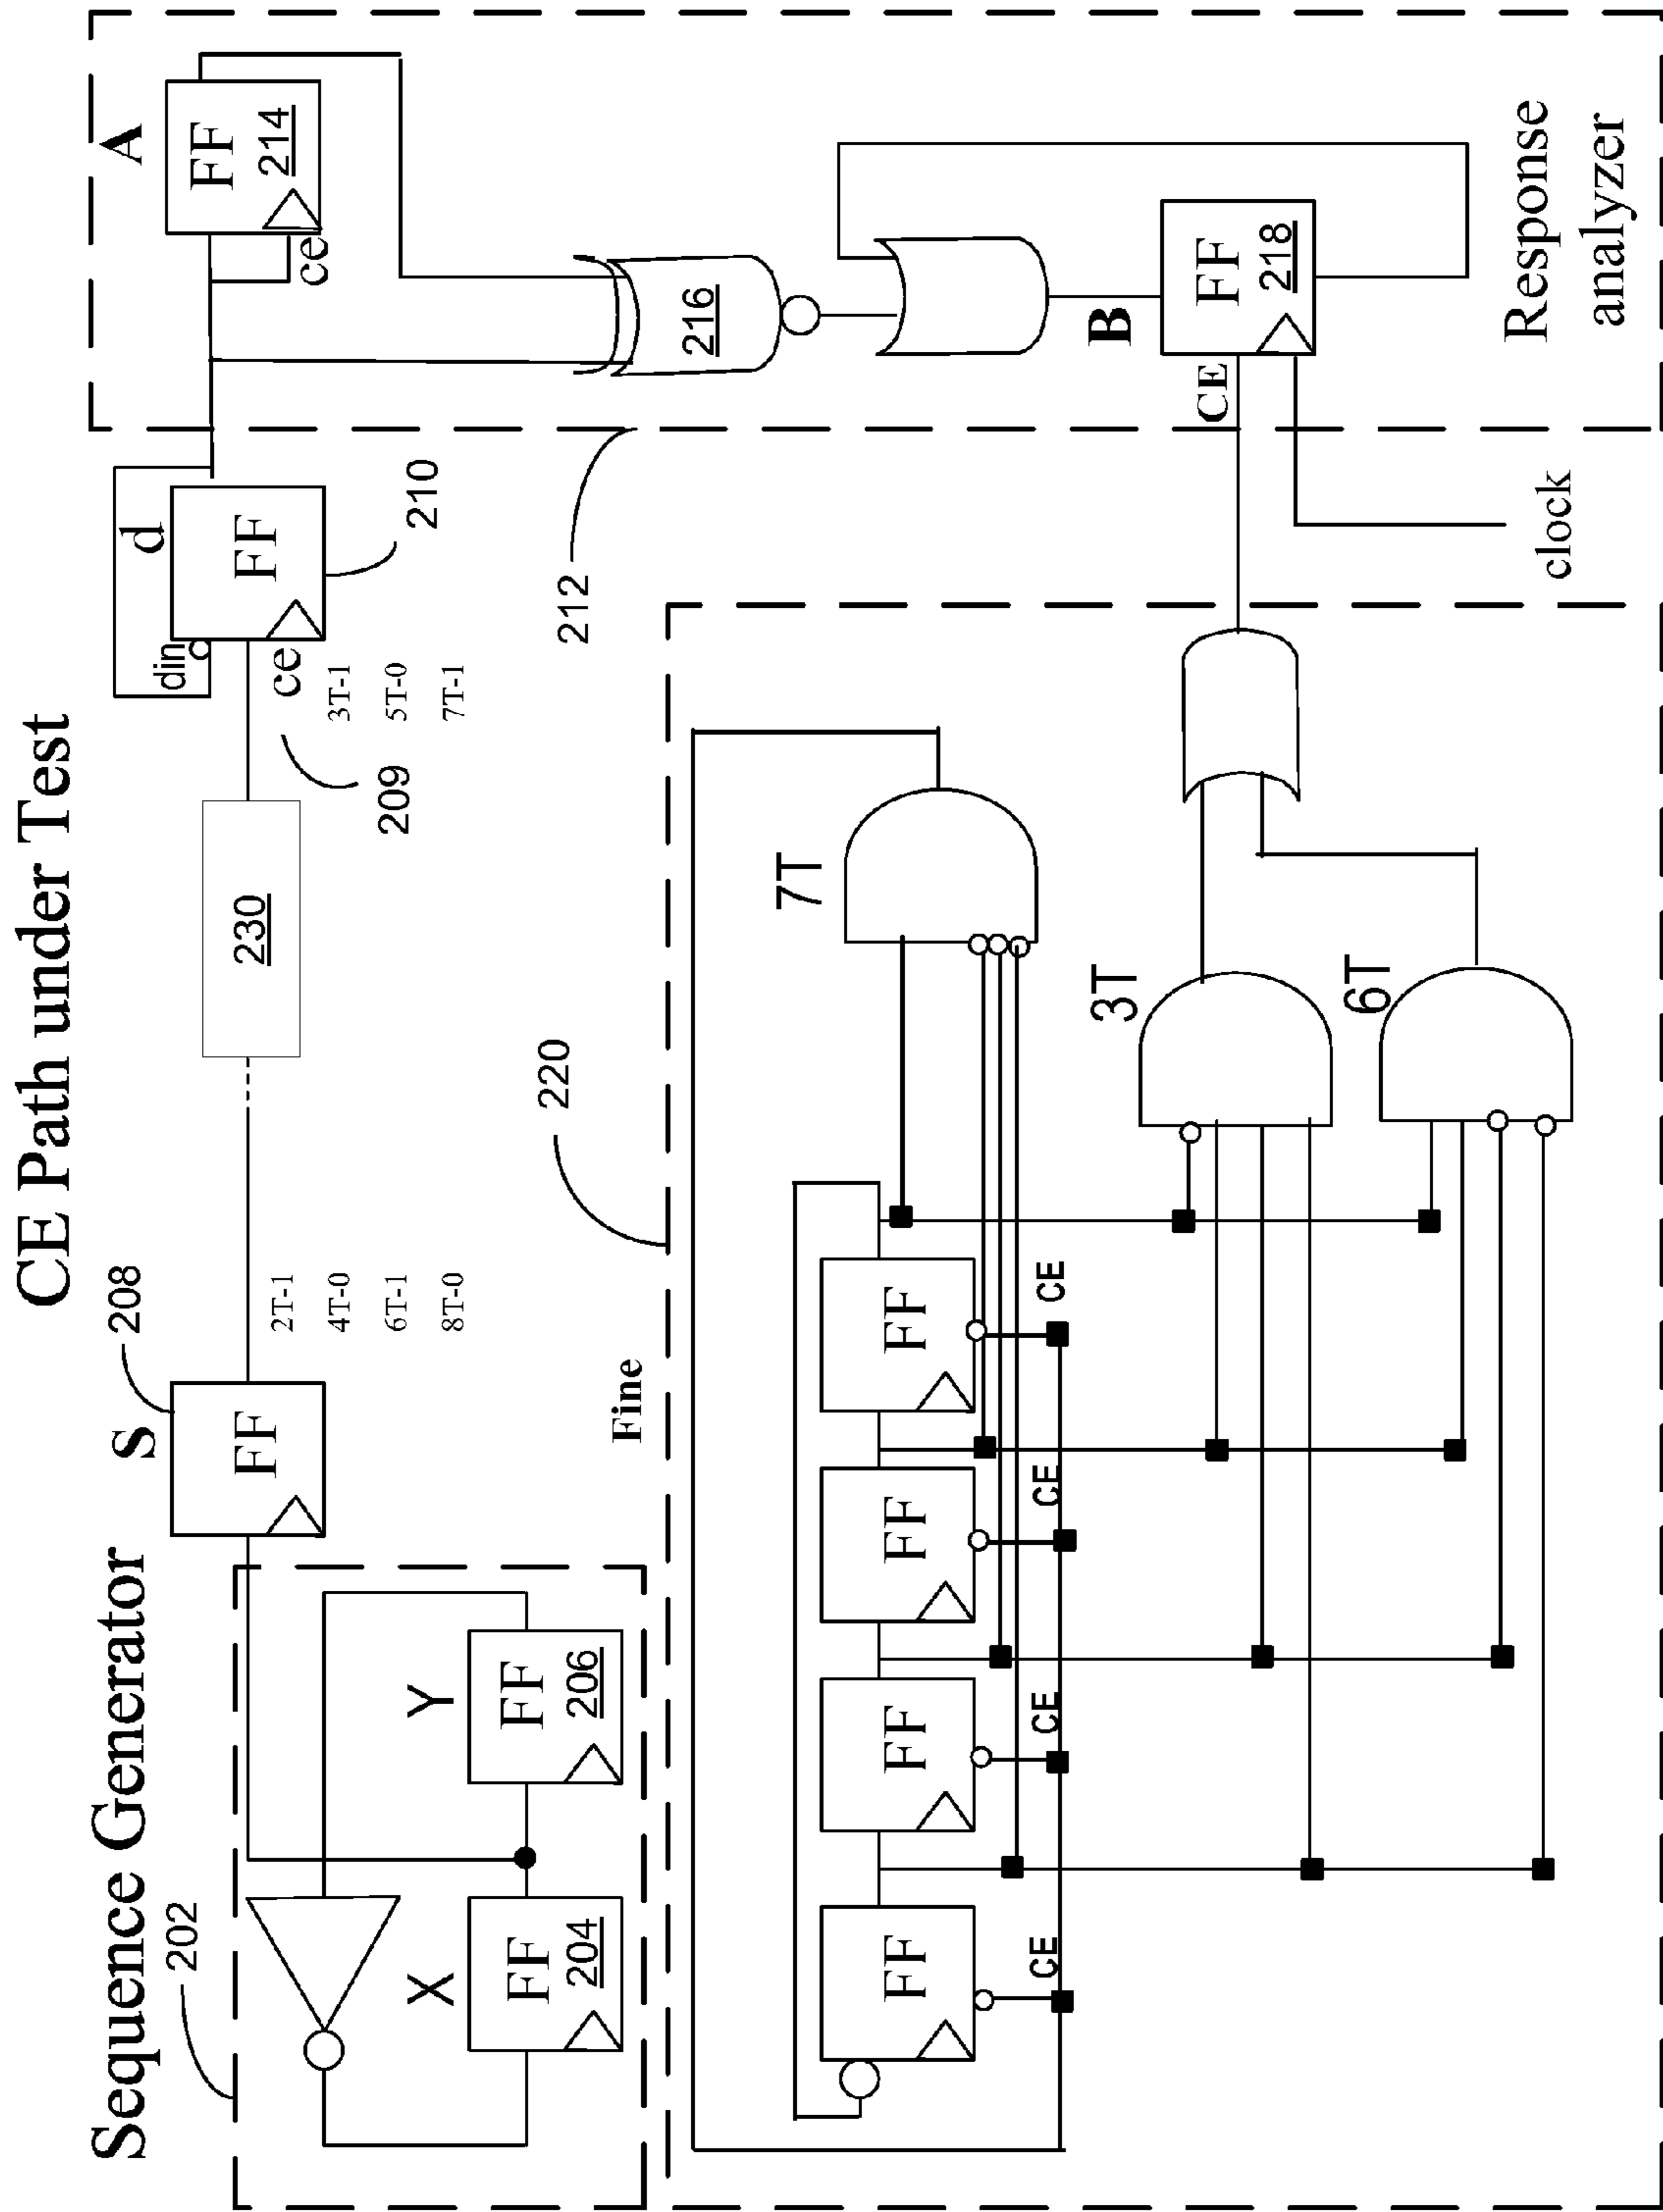 CE Path under Test
Sequence Generator
202
S
208
FF
2T-1
4T-0
6T-1
8T-0
230
209
d
din
FF
ce
3T-1
5T-0
7T-1
210
A
FF
214
ce
X
FF
204
Y
FF
206
212
216
B
CE
FF
218
clock
Response
analyzer
220
Fine
FF
CE
FF
CE
FF
CE
FF
CE
7T
3T
6T